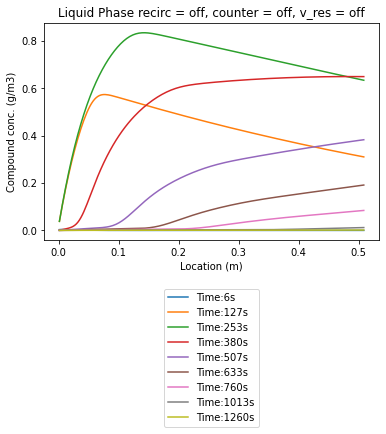 Liquid Phase recirc = off, counter = off, v_res = off
0.8
0.6
0.4
0.2
0.0
Compound conc. (g/m3)
0.0 0.1 0.2 0.3 0.4 0.5
Location (m)
Time:6s
Time:127s
Time:253s
Time:380s
Time:507s
Time:633s
Time:760s
Time:1013s
Time:1260s